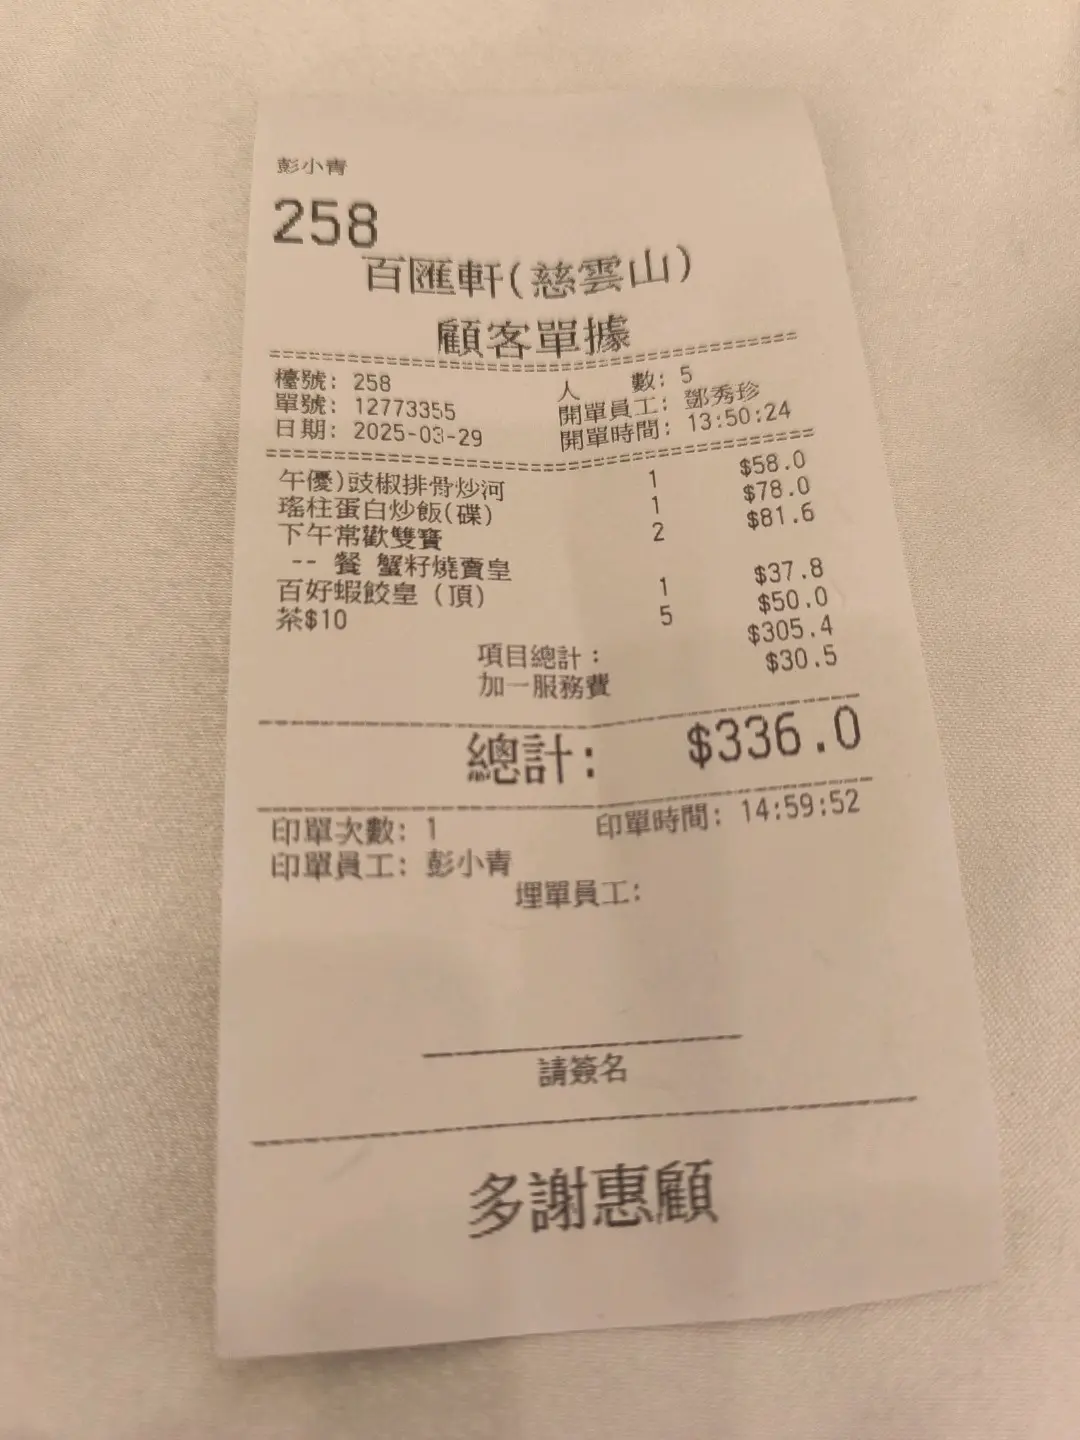 彭小青
258
百匯軒(慈雲山)
顧客單據
檯號: 258 人 數: 5
單號: 12773355 開單員工: 鄧秀珍
日期: 2025-03-29 開單時間: 13:50:24
午優)豉椒排骨炒河 1 $58.0
瑤柱蛋白炒飯(碟) 1 $78.0
下午常歡雙寶 2 $81.6
-- 餐 蟹籽燒賣皇
百好蝦餃皇 (頂) 1 $37.8
茶$10 5 $50.0
項目總計: $305.4
加一服務費 $30.5
總計: $336.0
印單次數: 1 印單時間: 14:59:52
印單員工: 彭小青
埋單員工:
請簽名
多謝惠顧